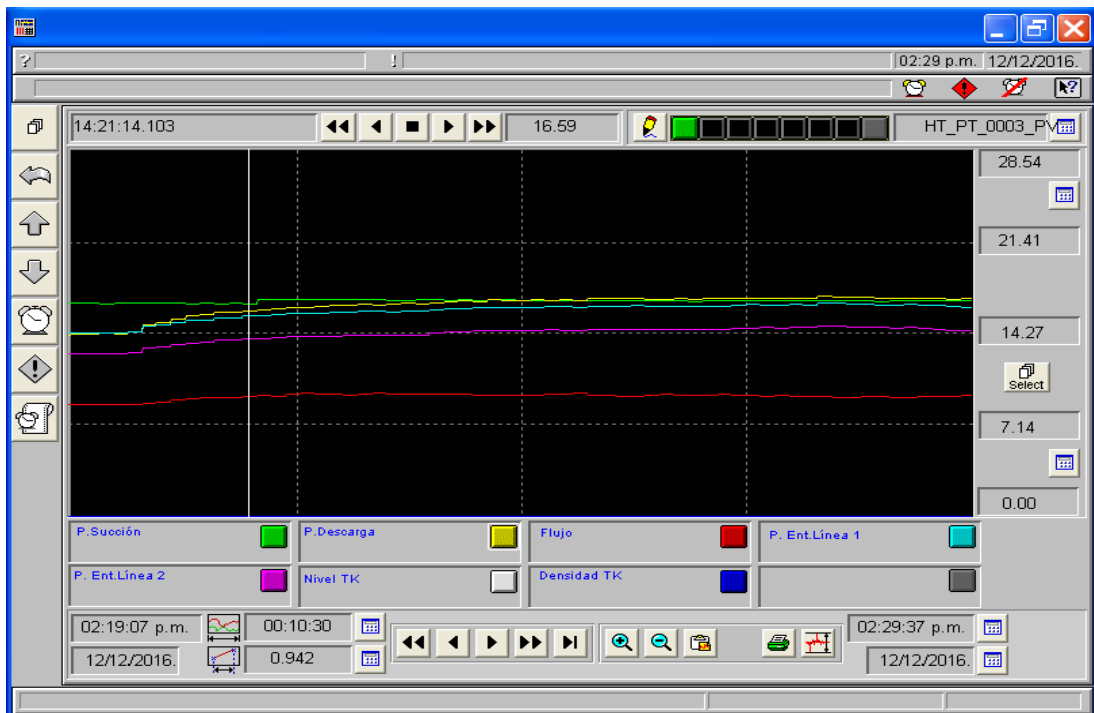 ? ! 02:29 p.m. 12/12/2016.
14:21:14.103 16.59 HT_PT_0003_PV
28.54
21.41
14.27
Select
7.14
0.00
P.Succión P.Descarga Flujo P. Ent.Línea 1
P. Ent.Línea 2 Nivel TK Densidad TK
02:19:07 p.m. 00:10:30 02:29:37 p.m.
12/12/2016. 0.942 12/12/2016.